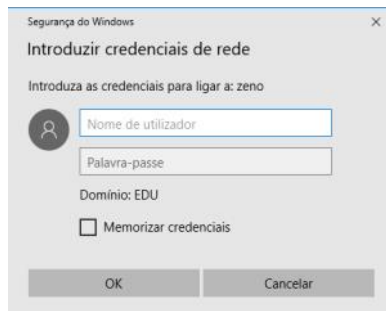 Segurança do Windows
Introduzir credenciais de rede
Introduza as credenciais para ligar a: zeno
Nome de utilizador
Palavra-passe
Domínio: EDU
Memorizar credenciais
OK
Cancelar